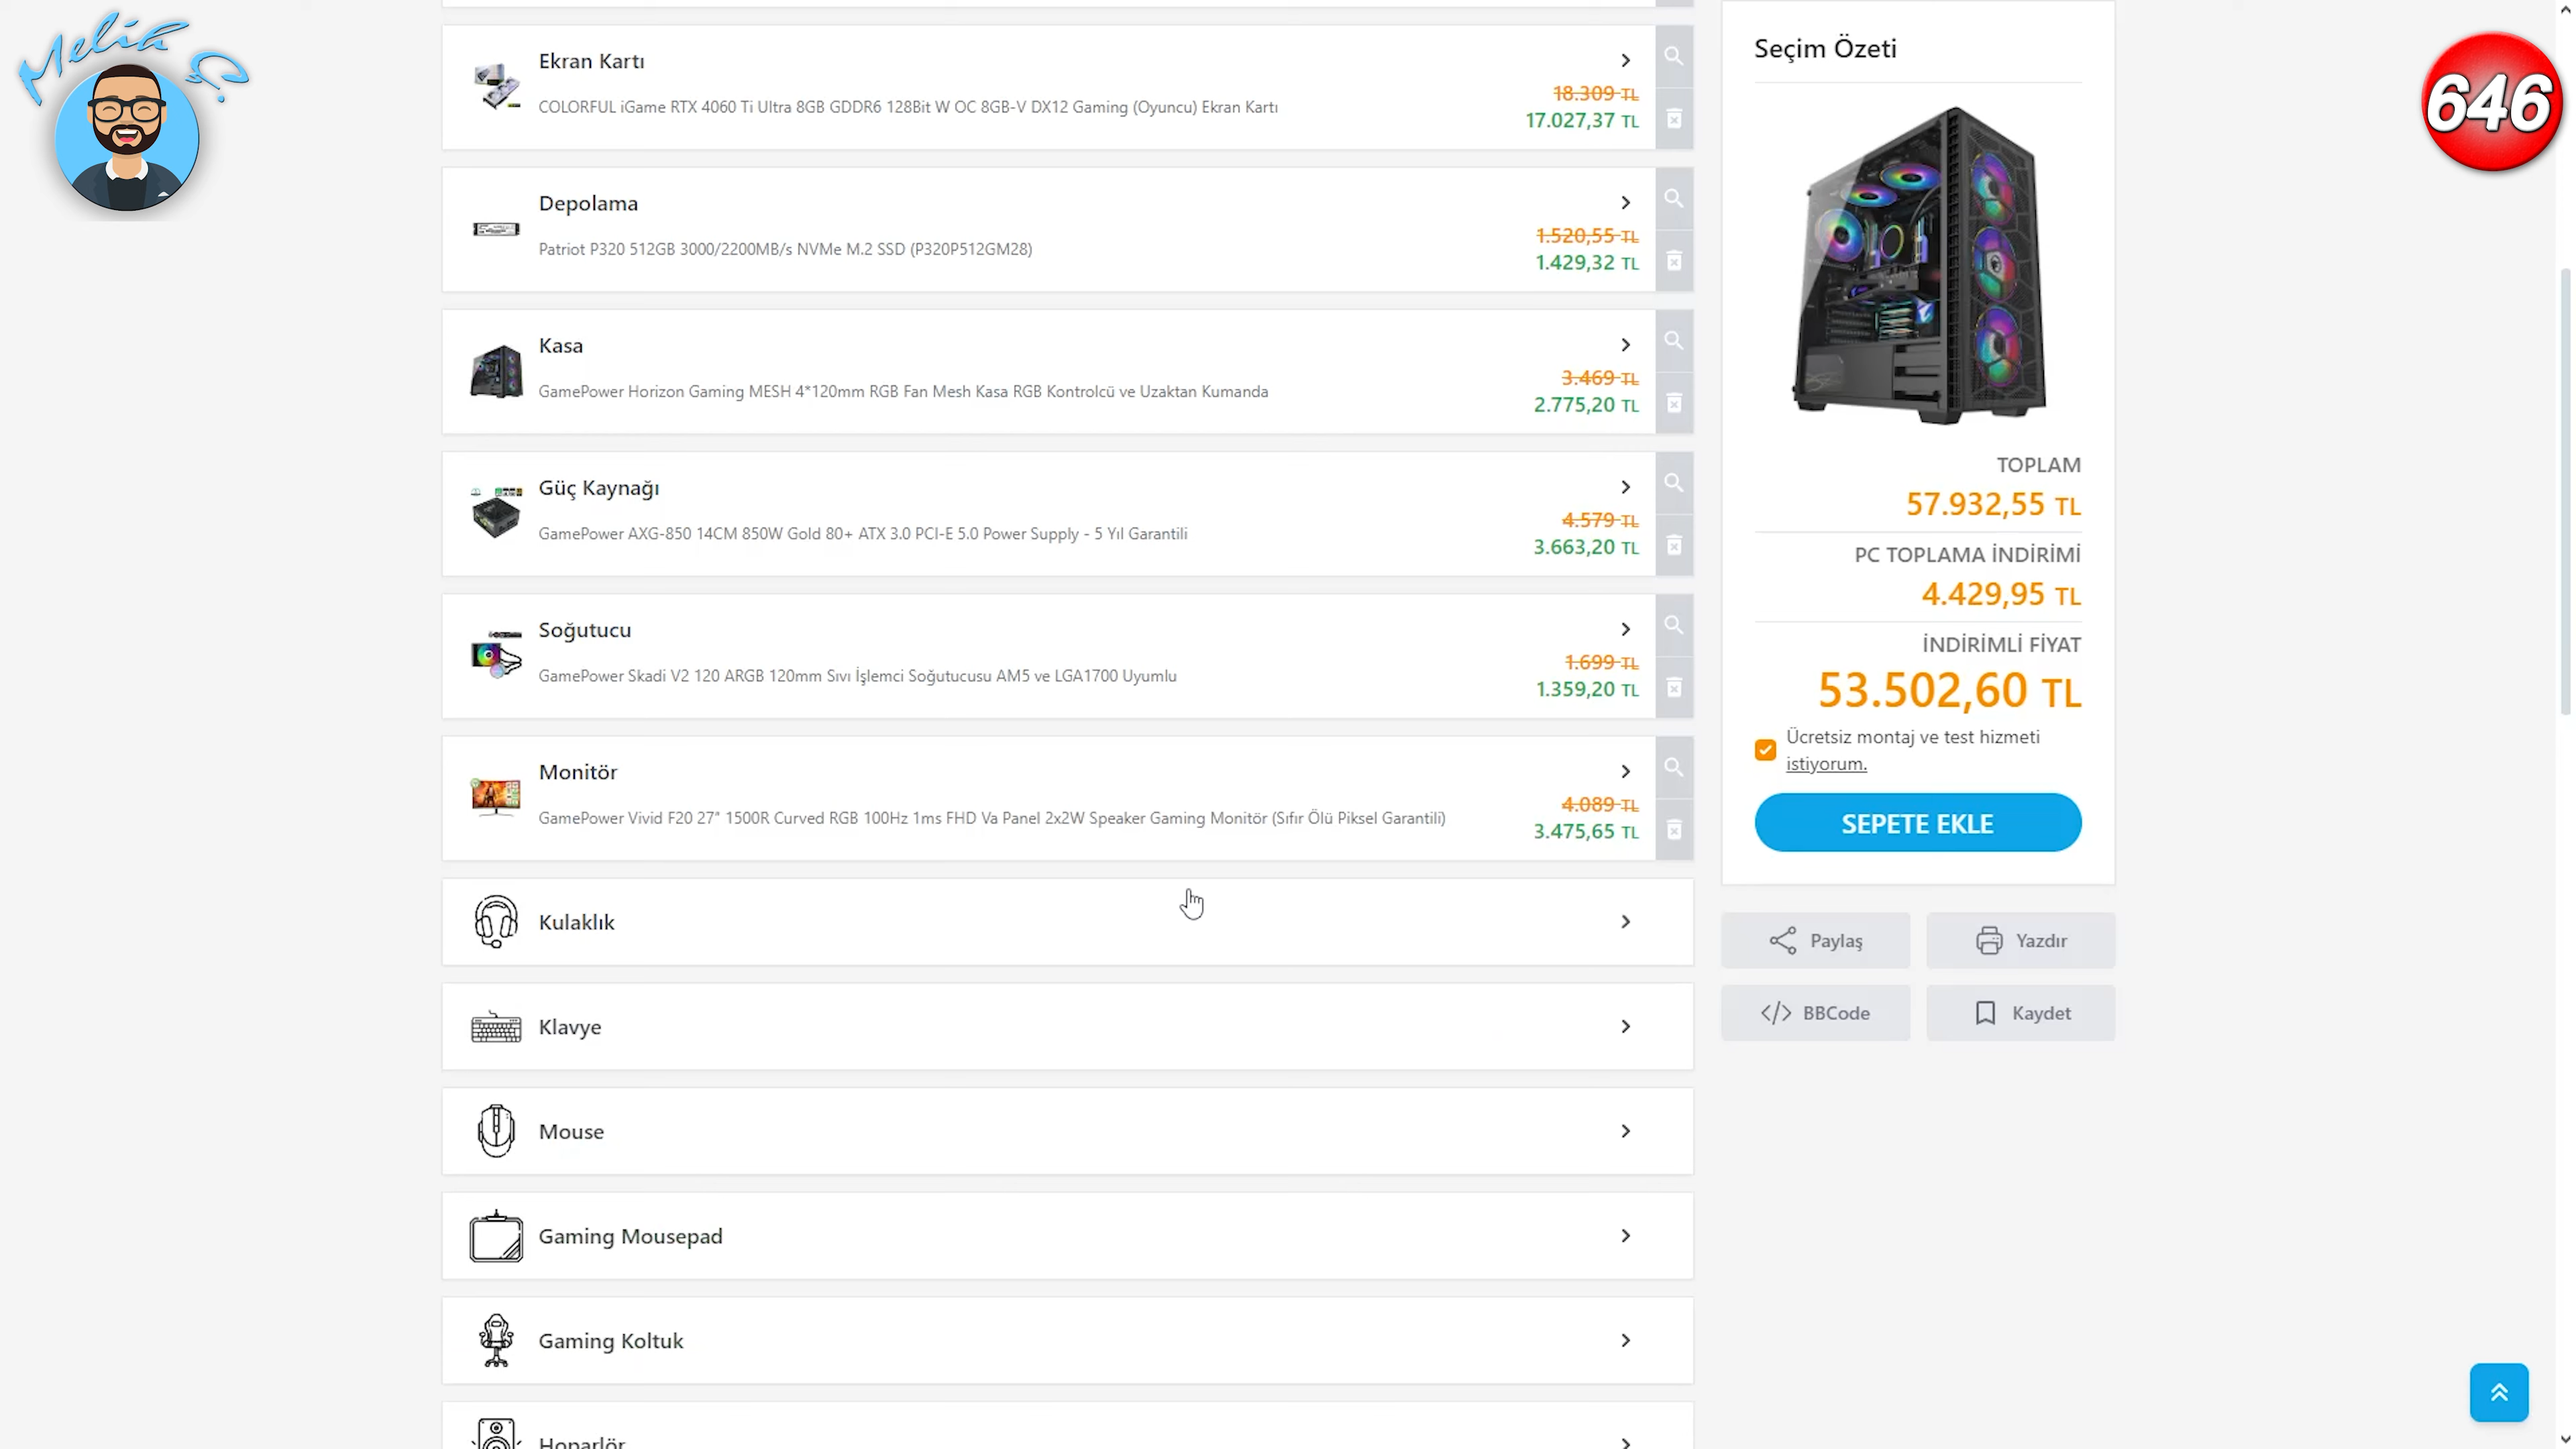 Melih Ç
646
Ekran Kartı
COLORFUL iGame RTX 4060 Ti Ultra 8GB GDDR6 128Bit W OC 8GB-V DX12 Gaming (Oyuncu) Ekran Kartı
18.309 TL
17.027,37 TL
Depolama
Patriot P320 512GB 3000/2200MB/s NVMe M.2 SSD (P320P512GM28)
1.520,55 TL
1.429,32 TL
Kasa
GamePower Horizon Gaming MESH 4*120mm RGB Fan Mesh Kasa RGB Kontrolcü ve Uzaktan Kumanda
3.469 TL
2.775,20 TL
Güç Kaynağı
GamePower AXG-850 14CM 850W Gold 80+ ATX 3.0 PCI-E 5.0 Power Supply - 5 Yıl Garantili
4.579 TL
3.663,20 TL
Soğutucu
GamePower Skadi V2 120 ARGB 120mm Sıvı İşlemci Soğutucusu AM5 ve LGA1700 Uyumlu
1.699 TL
1.359,20 TL
Monitör
GamePower Vivid F20 27" 1500R Curved RGB 100Hz 1ms FHD Va Panel 2x2W Speaker Gaming Monitör (Sıfır Ölü Piksel Garantili)
4.089 TL
3.475,65 TL
Kulaklık
Klavye
Mouse
Gaming Mousepad
Gaming Koltuk
Hoparlör
Seçim Özeti
TOPLAM
57.932,55 TL
PC TOPLAMA İNDİRİMİ
4.429,95 TL
İNDİRİMLİ FİYAT
53.502,60 TL
Ücretsiz montaj ve test hizmeti
istiyorum.
SEPETE EKLE
Paylaş
Yazdır
BBCode
Kaydet